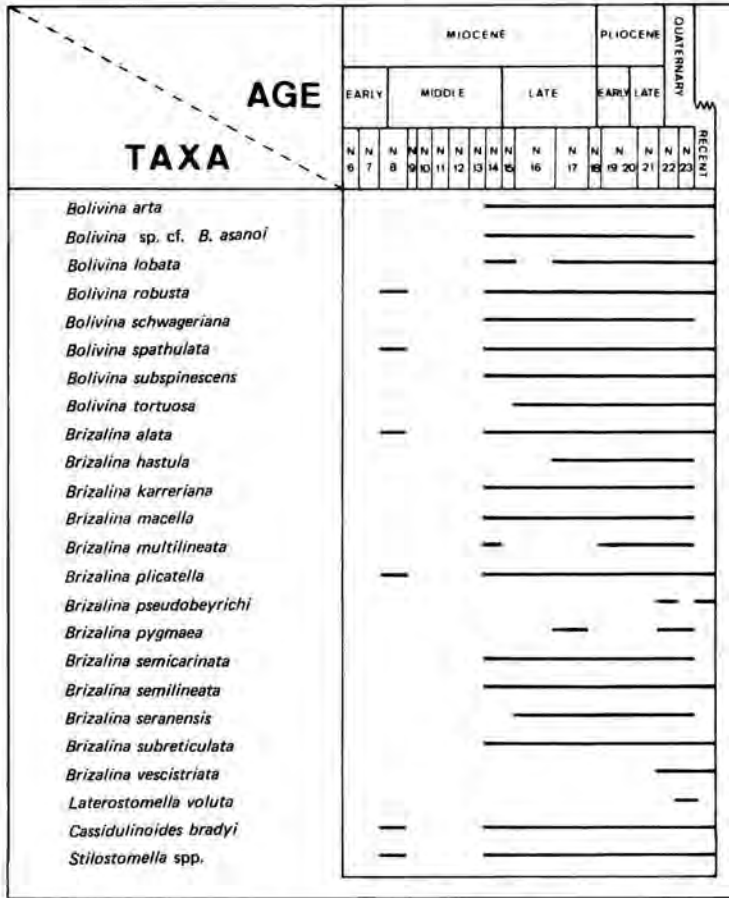 MIOCENE PLIOCENE QUATERNARY
AGE
EARLY MIDDLE LATE EARLY LATE
RECENT
TAXA
N 6 N 7 N 8 N 9 N 10 N 11 N 12 N 13 N 14 N 15 N 16 N 17 N 18 N 19 N 20 N 21 N 22 N 23
Bolivina arta
Bolivina sp. cf. B. asanoi
Bolivina lobata
Bolivina robusta
Bolivina schwageriana
Bolivina spathulata
Bolivina subspinescens
Bolivina tortuosa
Brizalina alata
Brizalina hastula
Brizalina karreriana
Brizalina macella
Brizalina multilineata
Brizalina plicatella
Brizalina pseudobeyrichi
Brizalina pygmaea
Brizalina semicarinata
Brizalina semilineata
Brizalina seranensis
Brizalina subreticulata
Brizalina vescistriata
Laterostomella voluta
Cassidulinoides bradyi
Stilostomella spp.